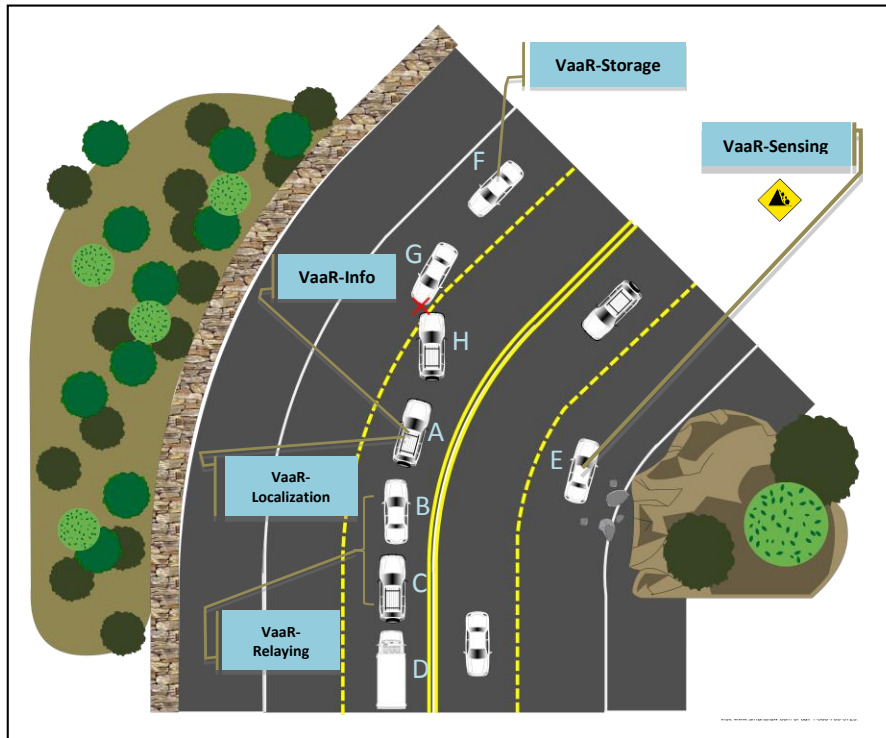 VaaR-Storage
F
VaaR-Sensing
G
VaaR-Info
H
A
E
VaaR-
Localization
B
C
VaaR-
Relaying
D